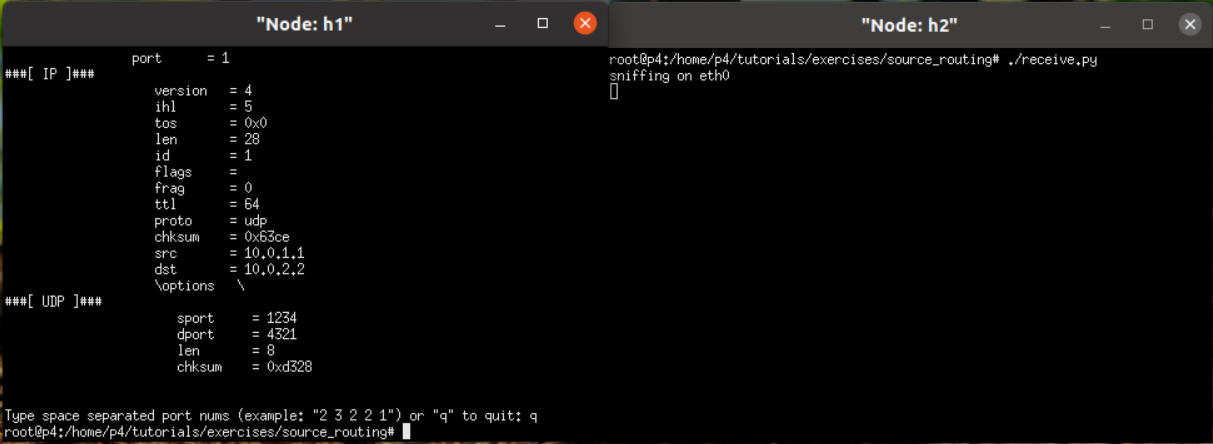 "Node: h1"
port = 1
###[ IP ]###
version = 4
ihl = 5
tos = 0x0
len = 28
id = 1
flags =
frag = 0
ttl = 64
proto = udp
chksum = 0x63ce
src = 10.0.1.1
dst = 10.0.2.2
\options \
###[ UDP ]###
sport = 1234
dport = 4321
len = 8
chksum = 0xd328
Type space separated port nums (example: "2 3 2 2 1") or "q" to quit: q
root@p4:/home/p4/tutorials/exercises/source_routing#
"Node: h2"
root@p4:/home/p4/tutorials/exercises/source_routing# ./receive.py
sniffing on eth0